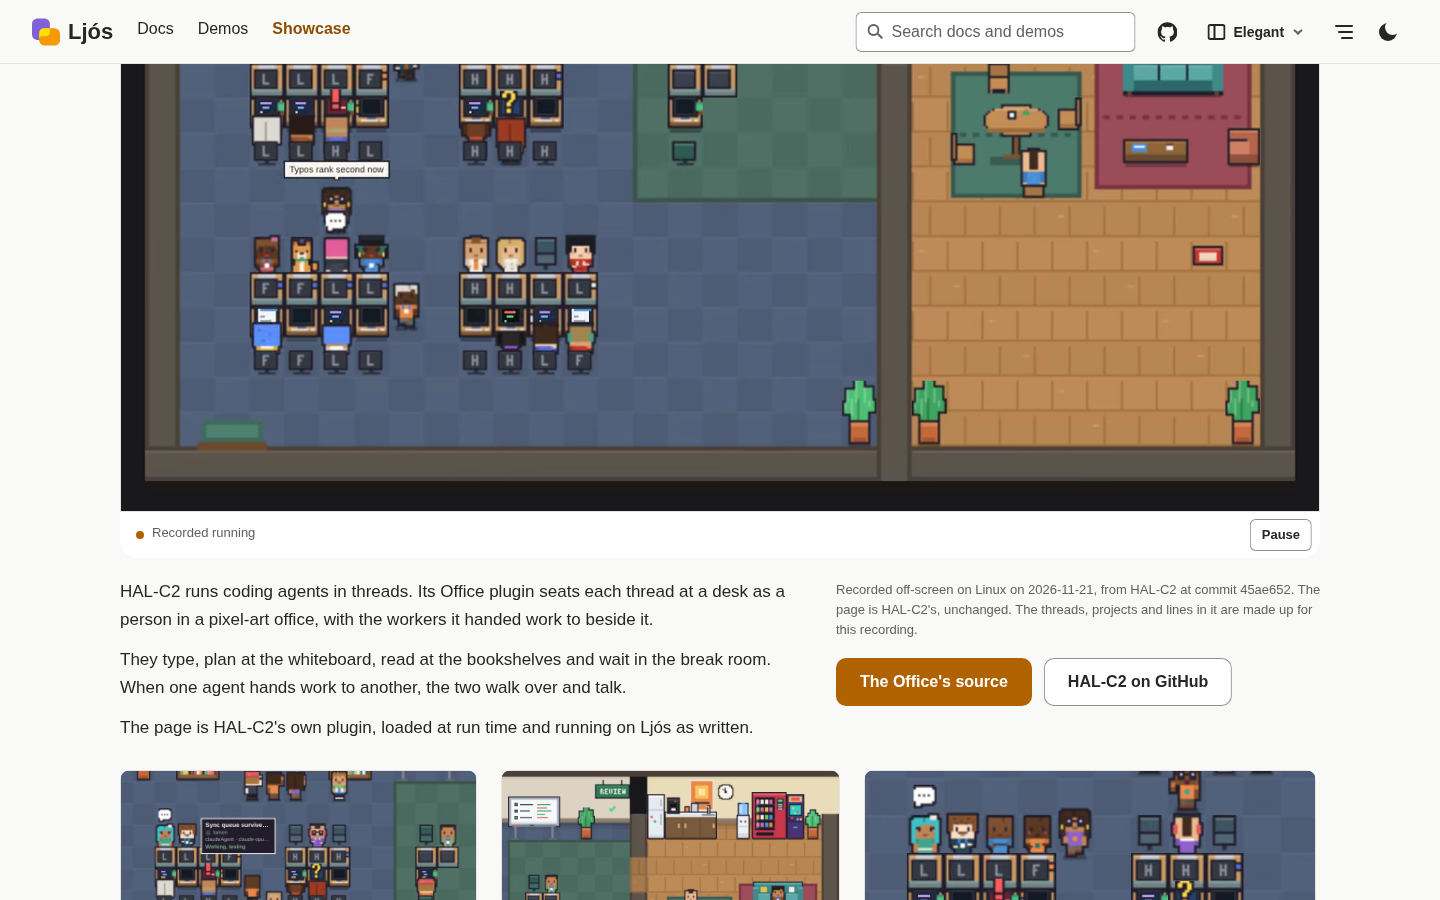 Ljós
Docs
Demos
Showcase
Search docs and demos
Elegant
L L L F H H H
?
L L H L H H H
Typos rank second now
F F L L H H L L
F F L L H H L F
Recorded running
Pause
HAL-C2 runs coding agents in threads. Its Office plugin seats each thread at a desk as a
person in a pixel-art office, with the workers it handed work to beside it.
They type, plan at the whiteboard, read at the bookshelves and wait in the break room.
When one agent hands work to another, the two walk over and talk.
The page is HAL-C2's own plugin, loaded at run time and running on Ljós as written.
Recorded off-screen on Linux on 2026-11-21, from HAL-C2 at commit 45ae652. The
page is HAL-C2's, unchanged. The threads, projects and lines in it are made up for
this recording.
The Office's source
HAL-C2 on GitHub
Sync queue survive...
Working, testing
L L L F H H H
?
REVIEW
L L L F H H H
?